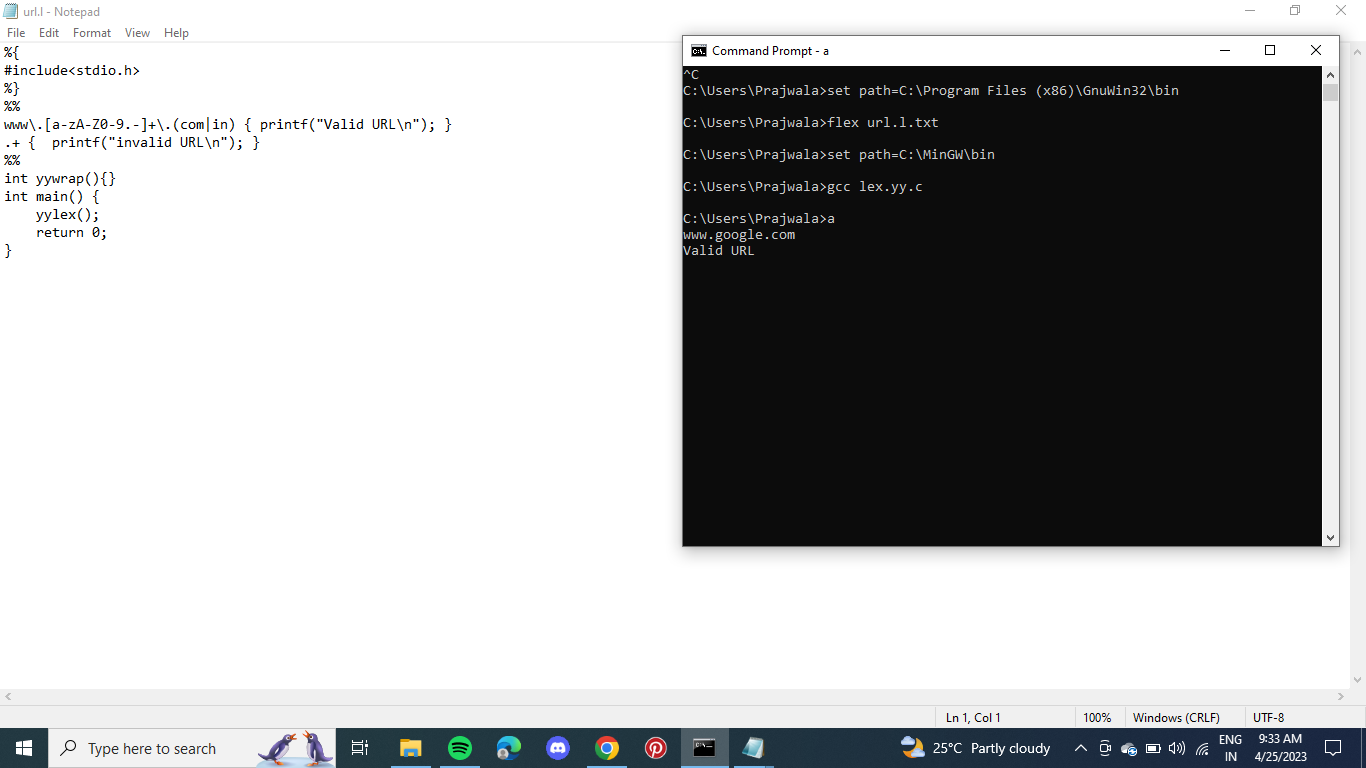 url.l - Notepad
File Edit Format View Help
%{
#include<stdio.h>
%}
%%
www\.[a-zA-Z0-9.-]+\.(com|in) { printf("Valid URL\n"); }
.+ {  printf("invalid URL\n"); }
%%
int yywrap(){}
int main() {
    yylex();
    return 0;
}
Command Prompt - a
^C
C:\Users\Prajwala>set path=C:\Program Files (x86)\GnuWin32\bin
C:\Users\Prajwala>flex url.l.txt
C:\Users\Prajwala>set path=C:\MinGW\bin
C:\Users\Prajwala>gcc lex.yy.c
C:\Users\Prajwala>a
www.google.com
Valid URL
Ln 1, Col 1 100% Windows (CRLF) UTF-8
Type here to search
25°C Partly cloudy
ENG
IN
9:33 AM
4/25/2023